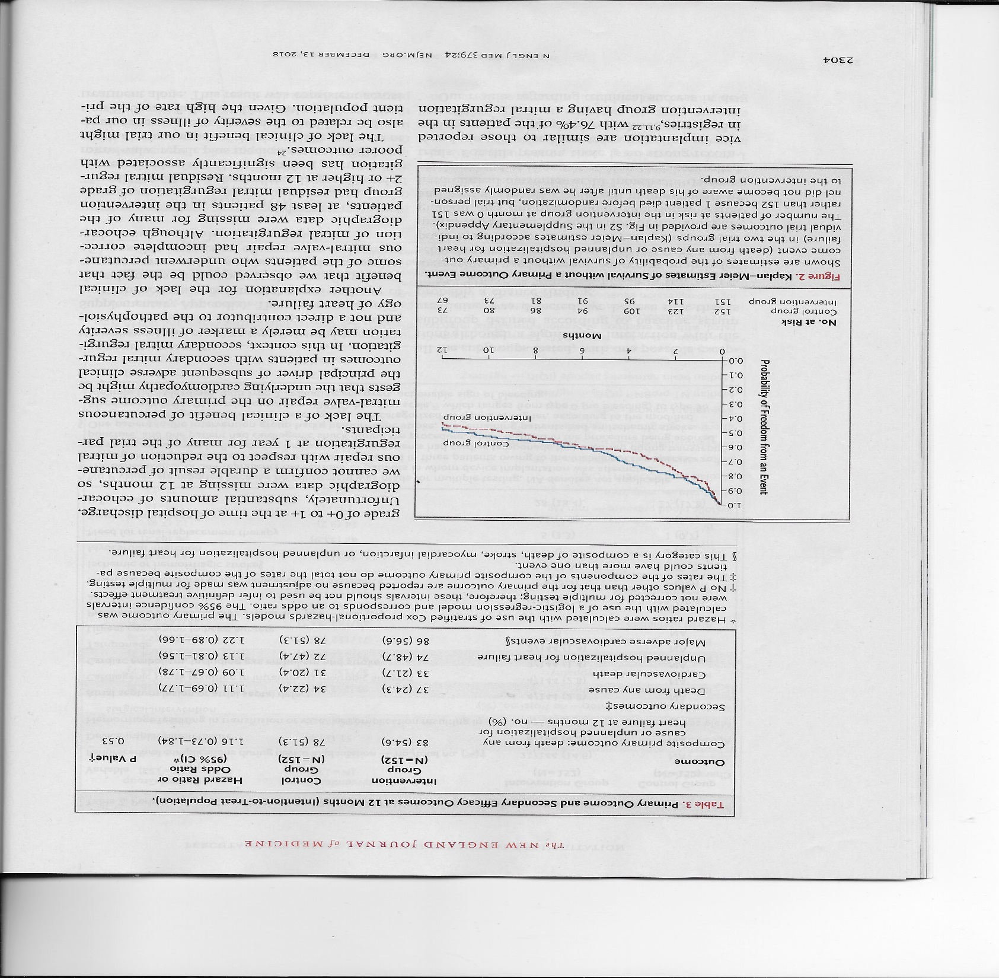 The NEW ENGLAND JOURNAL of MEDICINE
Table 3. Primary Outcome and Secondary Efficacy Outcomes at 12 Months (Intention-to-Treat Population).
Outcome Intervention Group (N=152) Control Group (N=152) Hazard Ratio or Odds Ratio (95% CI)* P Value†
Composite primary outcome: death from any
cause or unplanned hospitalization for
heart failure at 12 months — no. (%) 83 (54.6) 78 (51.3) 1.16 (0.73–1.84) 0.53
Secondary outcomes‡
Death from any cause 37 (24.3) 34 (22.4) 1.11 (0.69–1.77)
Cardiovascular death 33 (21.7) 31 (20.4) 1.09 (0.67–1.78)
Unplanned hospitalization for heart failure 74 (48.7) 72 (47.4) 1.13 (0.81–1.56)
Major adverse cardiovascular events§ 86 (56.6) 78 (51.3) 1.22 (0.89–1.66)
* Hazard ratios were calculated with the use of stratified Cox proportional-hazards models. The primary outcome was
calculated with the use of a logistic-regression model and corresponds to an odds ratio. The 95% confidence intervals
were not corrected for multiple testing; therefore, these intervals should not be used to infer definitive treatment effects.
† No P values other than that for the primary outcome are reported because no adjustment was made for multiple testing.
‡ The rates of the components of the composite primary outcome do not total the rates of the composite because pa-
tients could have more than one event.
§ This category is a composite of death, stroke, myocardial infarction, or unplanned hospitalization for heart failure.
Probability of Freedom from an Event
1.0
0.9
0.8
0.7
0.6
0.5
0.4
0.3
0.2
0.1
0.0
Control group
Intervention group
0 2 4 6 8 10 12
Months
No. at Risk
Control group 152 123 109 94 86 80 73
Intervention group 151 114 95 91 81 73 67
Figure 2. Kaplan–Meier Estimates of Survival without a Primary Outcome Event.
Shown are estimates of the probability of survival without a primary out-
come event (death from any cause or unplanned hospitalization for heart
failure) in the two trial groups (Kaplan–Meier estimates according to indi-
vidual trial outcomes are provided in Fig. S2 in the Supplementary Appendix).
The number of patients at risk in the intervention group at month 0 was 151
rather than 152 because 1 patient died before randomization, but trial person-
nel did not become aware of his death until after he was randomly assigned
to the intervention group.
vice implantation are similar to those reported
in registries,9,11,22 with 76.4% of the patients in the
intervention group having a mitral regurgitation
grade of 0+ to 1+ at the time of hospital discharge.
Unfortunately, substantial amounts of echocar-
diographic data were missing at 12 months, so
we cannot confirm a durable result of percutane-
ous repair with respect to the reduction of mitral
regurgitation at 1 year for many of the trial par-
ticipants.
The lack of a clinical benefit of percutaneous
mitral-valve repair on the primary outcome sug-
gests that the underlying cardiomyopathy might be
the principal driver of subsequent adverse clinical
outcomes in patients with secondary mitral regur-
gitation. In this context, secondary mitral regurgi-
tation may be merely a marker of illness severity
and not a direct contributor to the pathophysiol-
ogy of heart failure.
Another explanation for the lack of clinical
benefit that we observed could be the fact that
some of the patients who underwent percutane-
ous mitral-valve repair had incomplete correc-
tion of mitral regurgitation. Although echocar-
diographic data were missing for many of the
patients, at least 48 patients in the intervention
group had residual mitral regurgitation of grade
2+ or higher at 12 months. Residual mitral regur-
gitation has been significantly associated with
poorer outcomes.24
The lack of clinical benefit in our trial might
also be related to the severity of illness in our pa-
tient population. Given the high rate of the pri-
2304
N ENGL J MED 379;24 NEJM.ORG DECEMBER 13, 2018